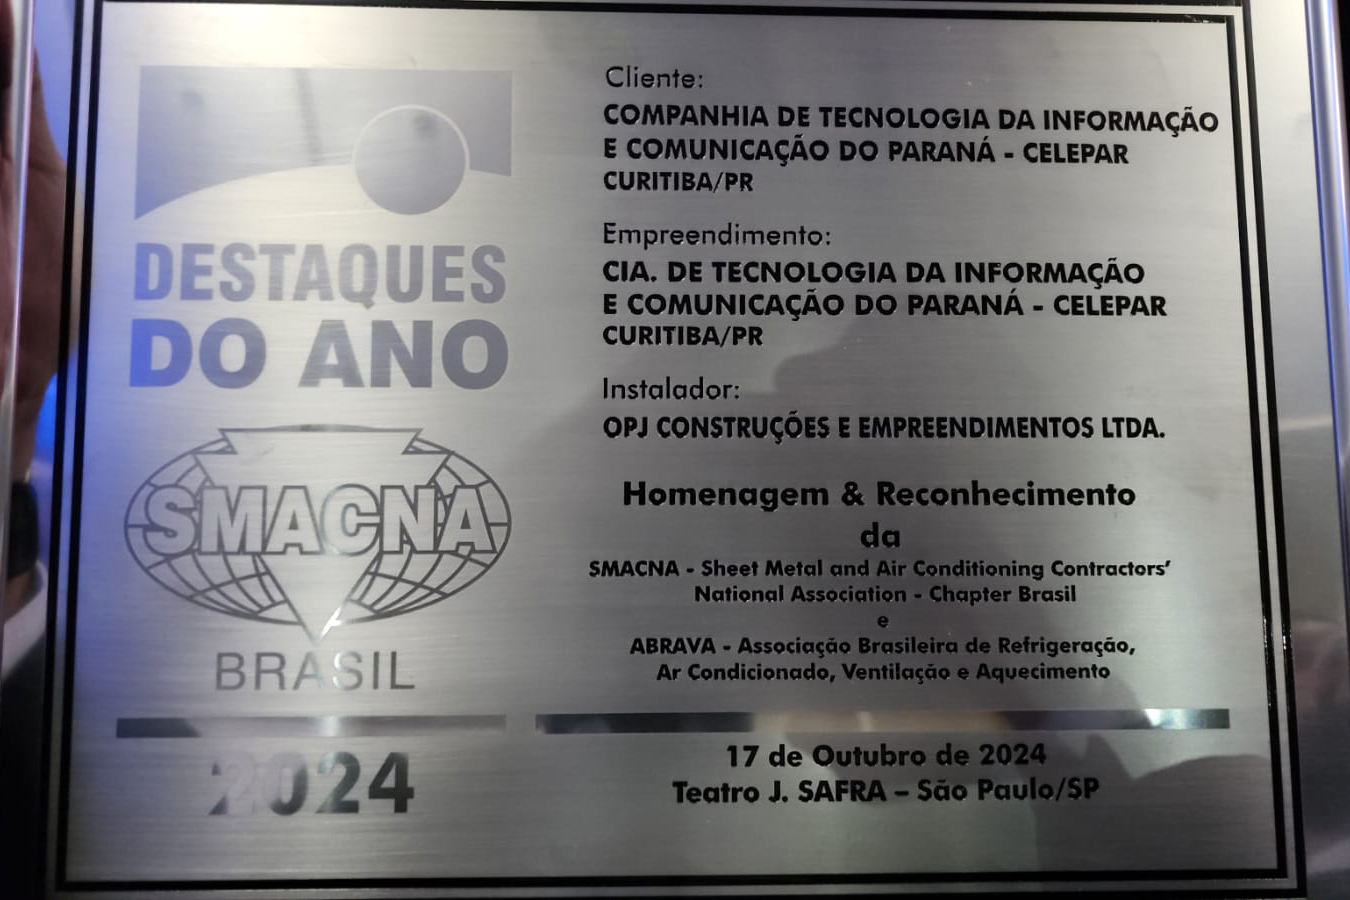 DESTAQUES
DO ANO
SMACNA
BRASIL
2024
Cliente:
COMPANHIA DE TECNOLOGIA DA INFORMAÇÃO
E COMUNICAÇÃO DO PARANÁ - CELEPAR
CURITIBA/PR
Empreendimento:
CIA. DE TECNOLOGIA DA INFORMAÇÃO
E COMUNICAÇÃO DO PARANÁ - CELEPAR
CURITIBA/PR
Instalador:
OPJ CONSTRUÇÕES E EMPREENDIMENTOS LTDA.
Homenagem & Reconhecimento
da
SMACNA - Sheet Metal and Air Conditioning Contractors’
National Association - Chapter Brasil
e
ABRAVA - Associação Brasileira de Refrigeração,
Ar Condicionado, Ventilação e Aquecimento
17 de Outubro de 2024
Teatro J. SAFRA – São Paulo/SP